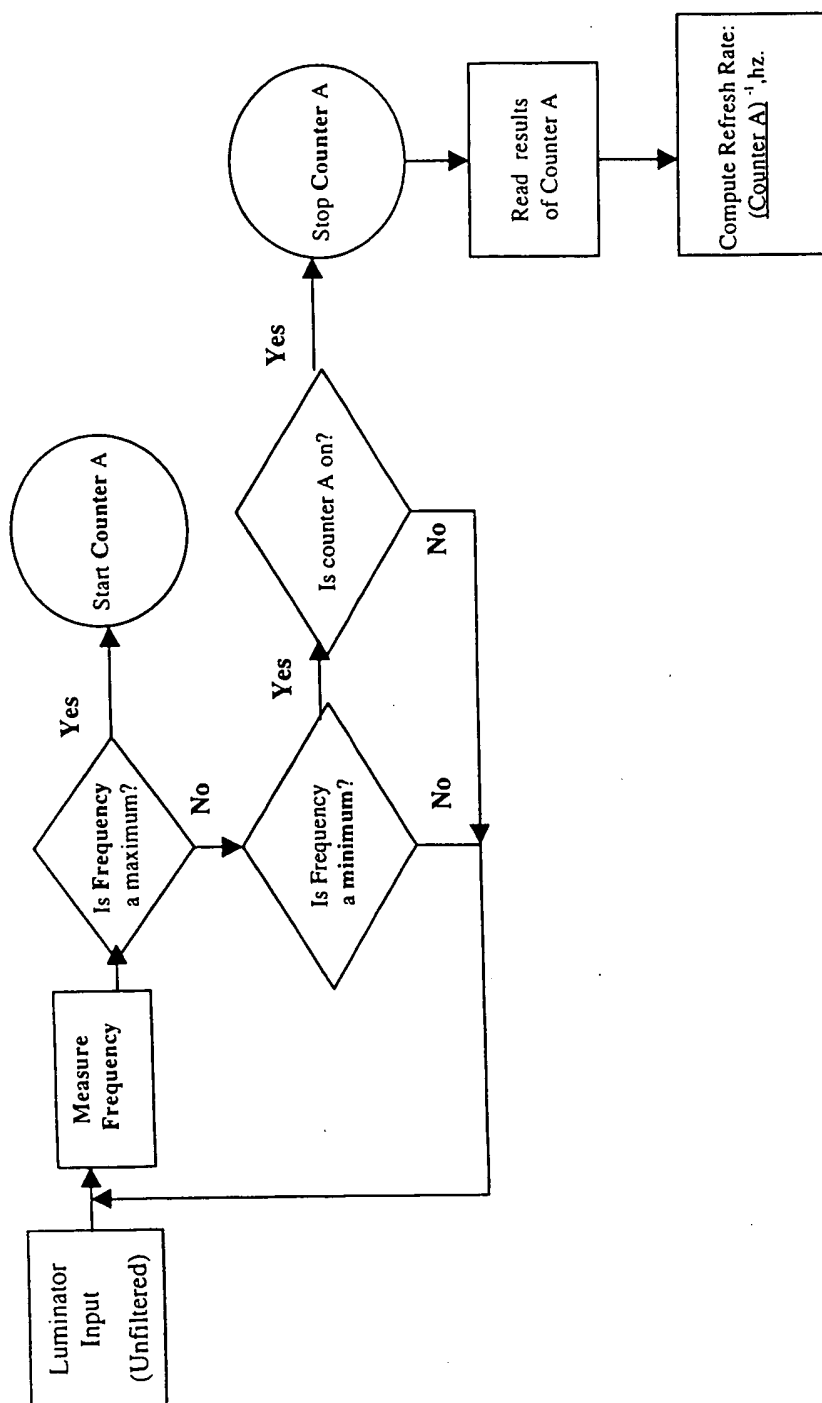 Luminator
Input
(Unfiltered)
Measure
Frequency
Is Frequency
a maximum?
Yes
Start Counter A
No
Is Frequency
a minimum?
Yes
No
Is counter A on?
Yes
No
Stop Counter A
Read results
of Counter A
Compute Refresh Rate:
(Counter A) ⁻¹,hz.